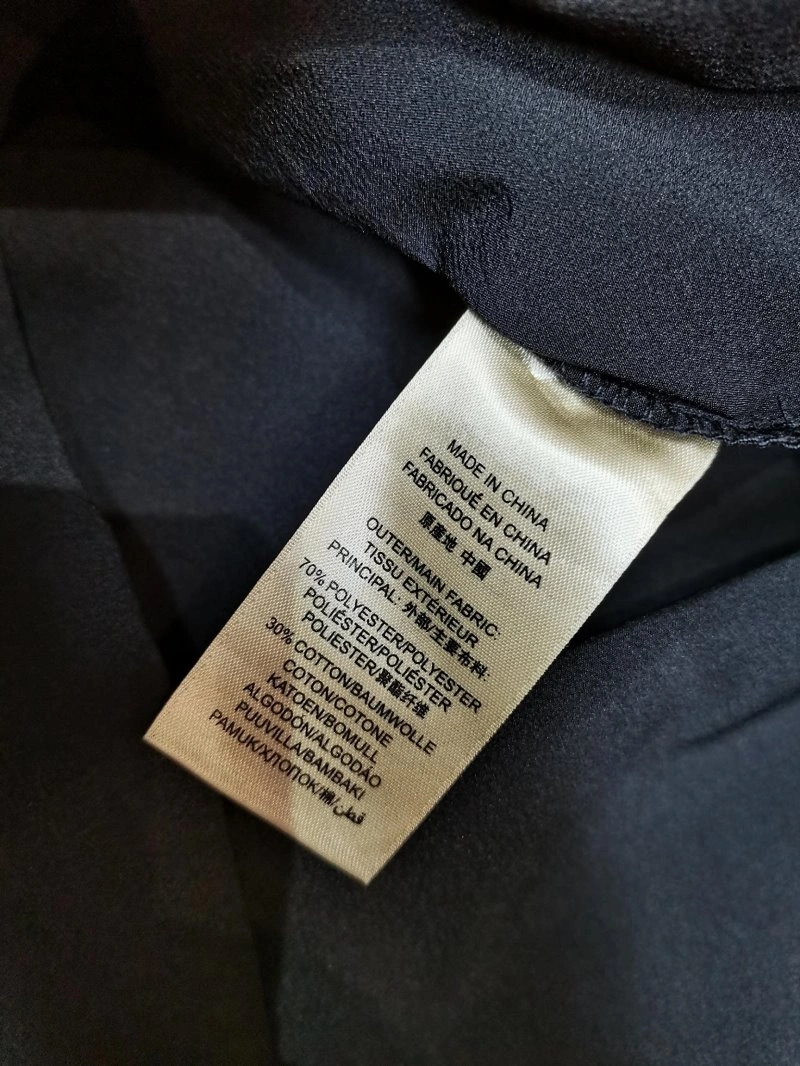 MADE IN CHINA
FABRIQUÉ EN CHINA
FABRICADO NA CHINA
原產地 中國
OUTER/MAIN FABRIC:
TISSU EXTÉRIEUR
PRINCIPAL: 外部/主要布料:
70% POLYESTER/POLYESTER
POLIÉSTER/POLIÉSTER
POLIESTER/聚酯纤维
30% COTTON/BAUMWOLLE
COTON/COTONE
KATOEN/BOMULL
ALGODÓN/ALGODÃO
PUUVILLA/BAMBAKI
PAMUK/ХЛОПОК/棉/قطن